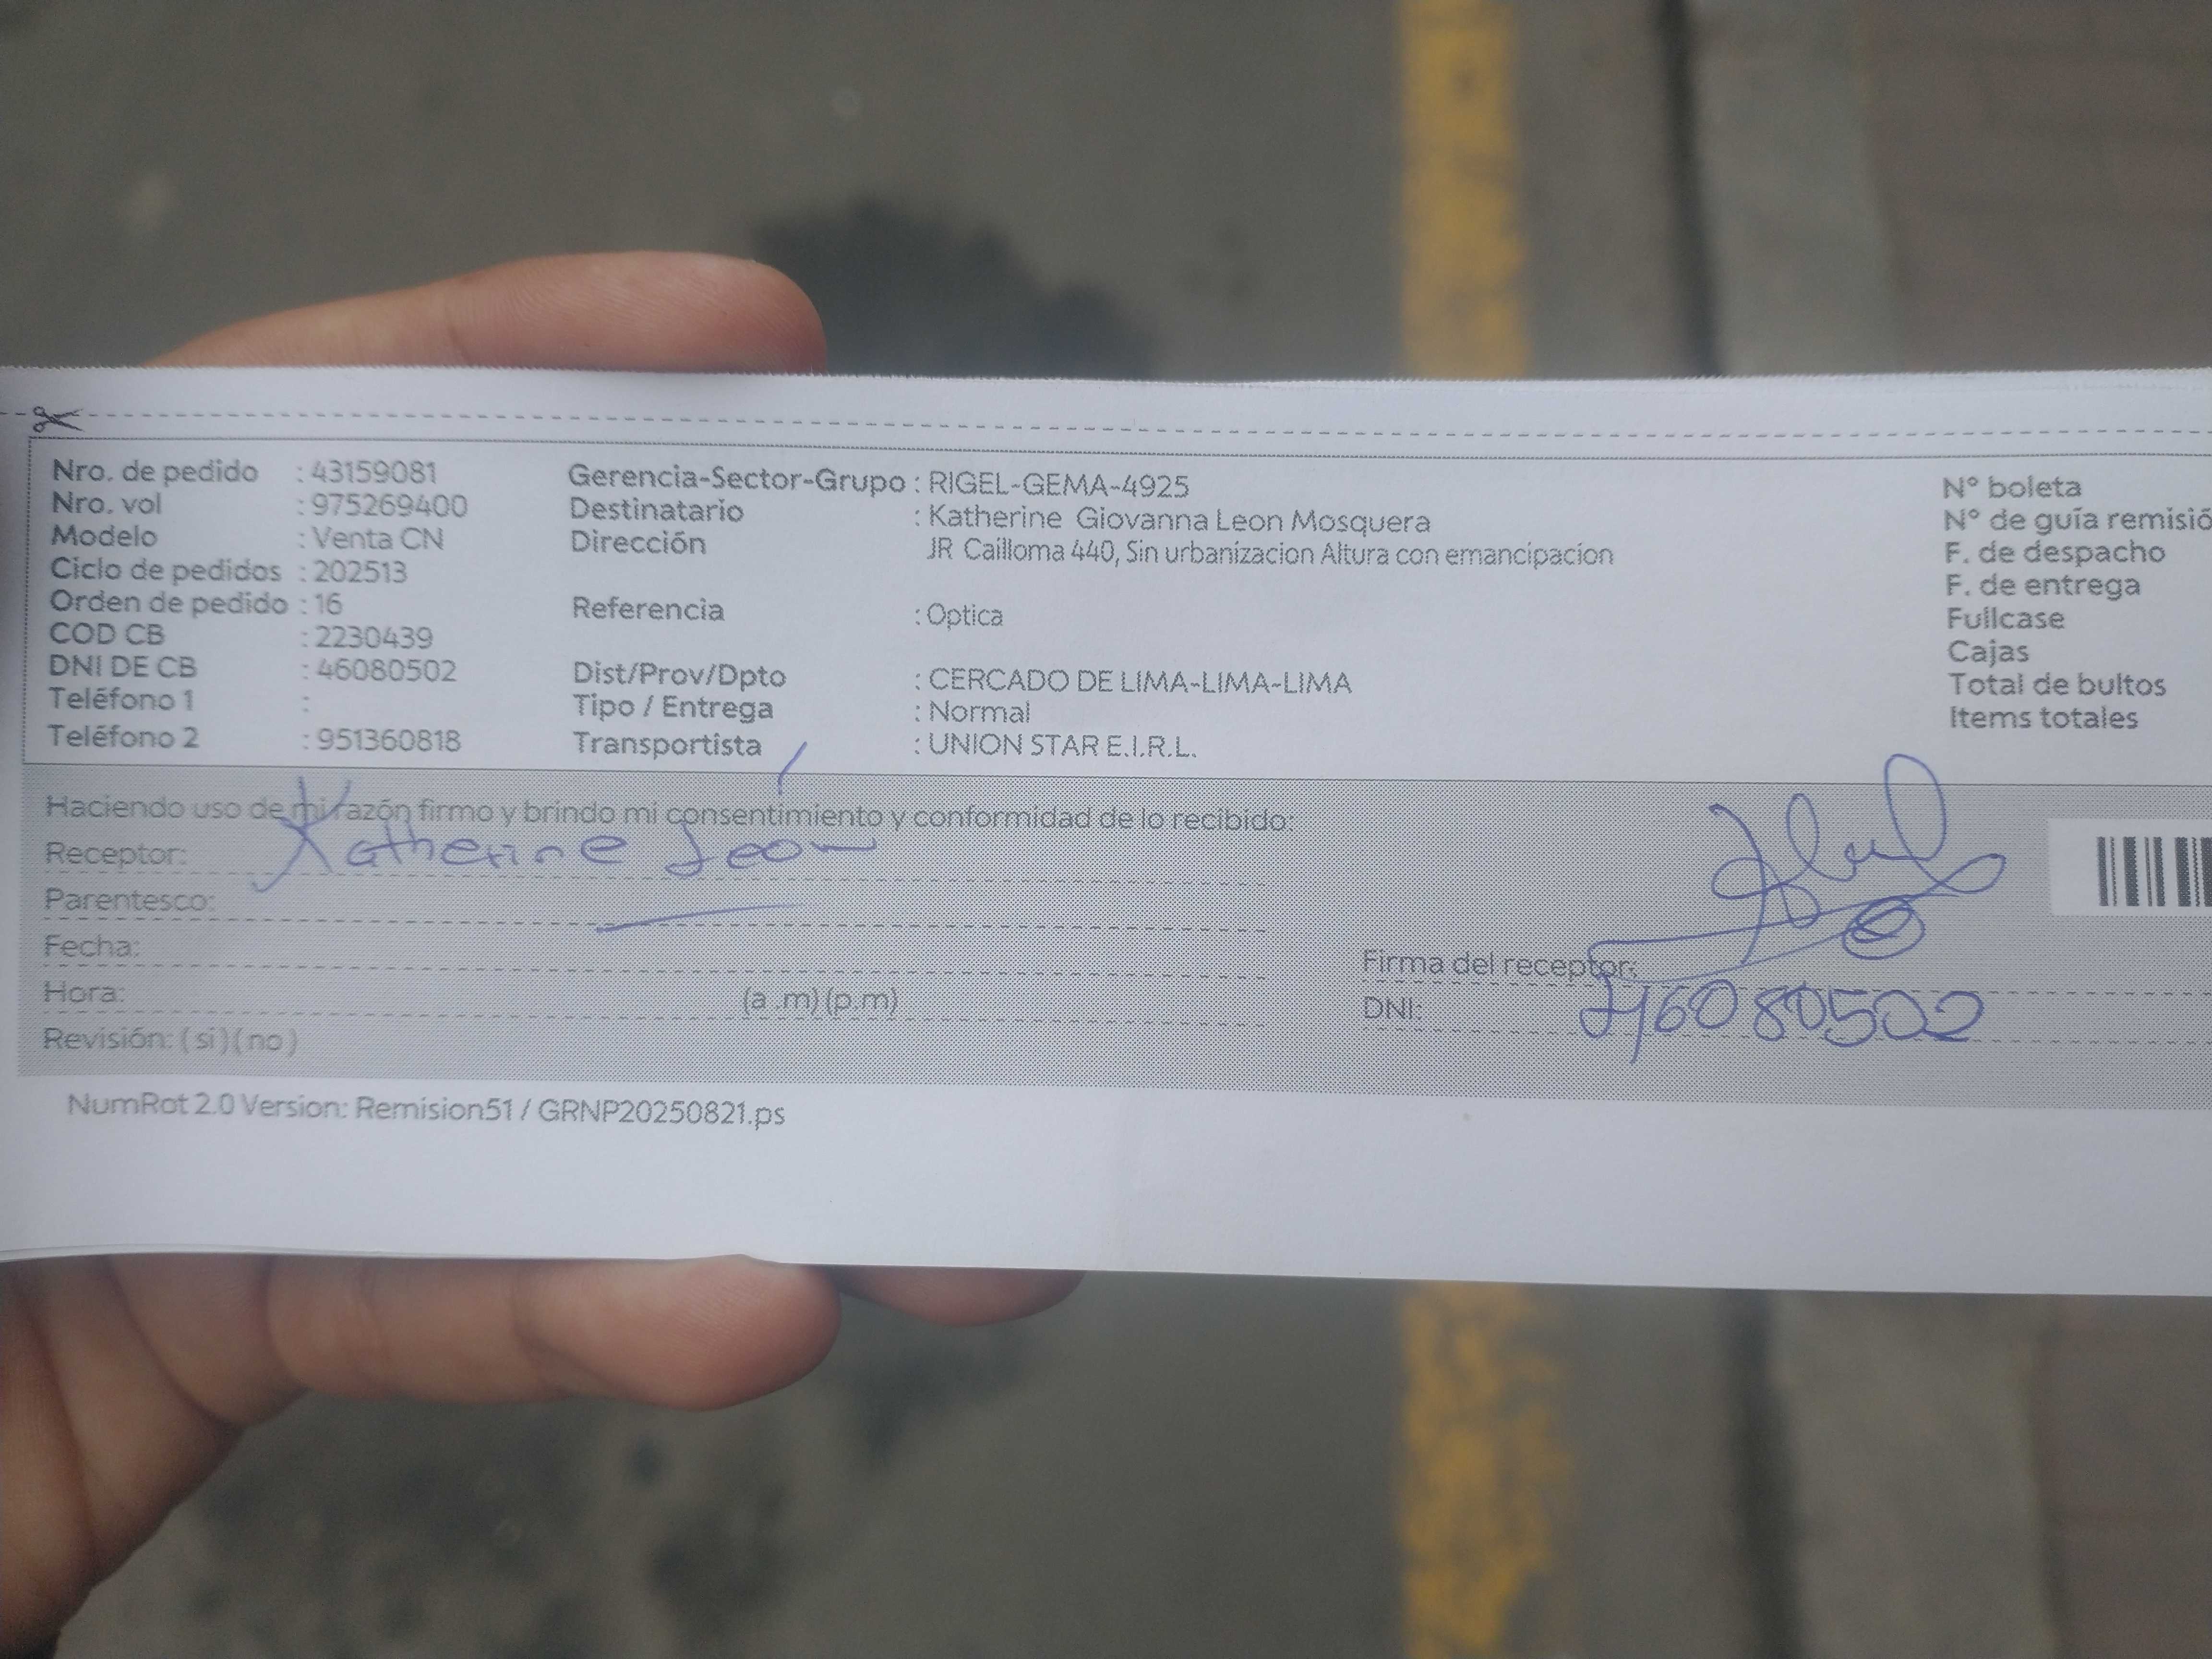 Nro. de pedido : 43159081
Nro. vol : 975269400
Modelo : Venta CN
Ciclo de pedidos : 202513
Orden de pedido : 16
COD CB : 2230439
DNI DE CB : 46080502
Teléfono 1 :
Teléfono 2 : 951360818
Gerencia-Sector-Grupo : RIGEL-GEMA-4925
Destinatario : Katherine Giovanna Leon Mosquera
Dirección JR Cailloma 440, Sin urbanizacion Altura con emancipacion
Referencia : Optica
Dist/Prov/Dpto : CERCADO DE LIMA-LIMA-LIMA
Tipo / Entrega : Normal
Transportista : UNION STAR E.I.R.L.
N° boleta
N° de guía remisió
F. de despacho
F. de entrega
Fullcase
Cajas
Total de bultos
Items totales
Haciendo uso de mi razón firmo y brindo mi consentimiento y conformidad de lo recibido:
Receptor: Katherine León
Parentesco:
Fecha:
Hora: (a .m) (p.m)
Revisión: ( si ) ( no )
Firma del receptor:
DNI: 46080502
NumRot 2.0 Version: Remision51 / GRNP20250821.ps